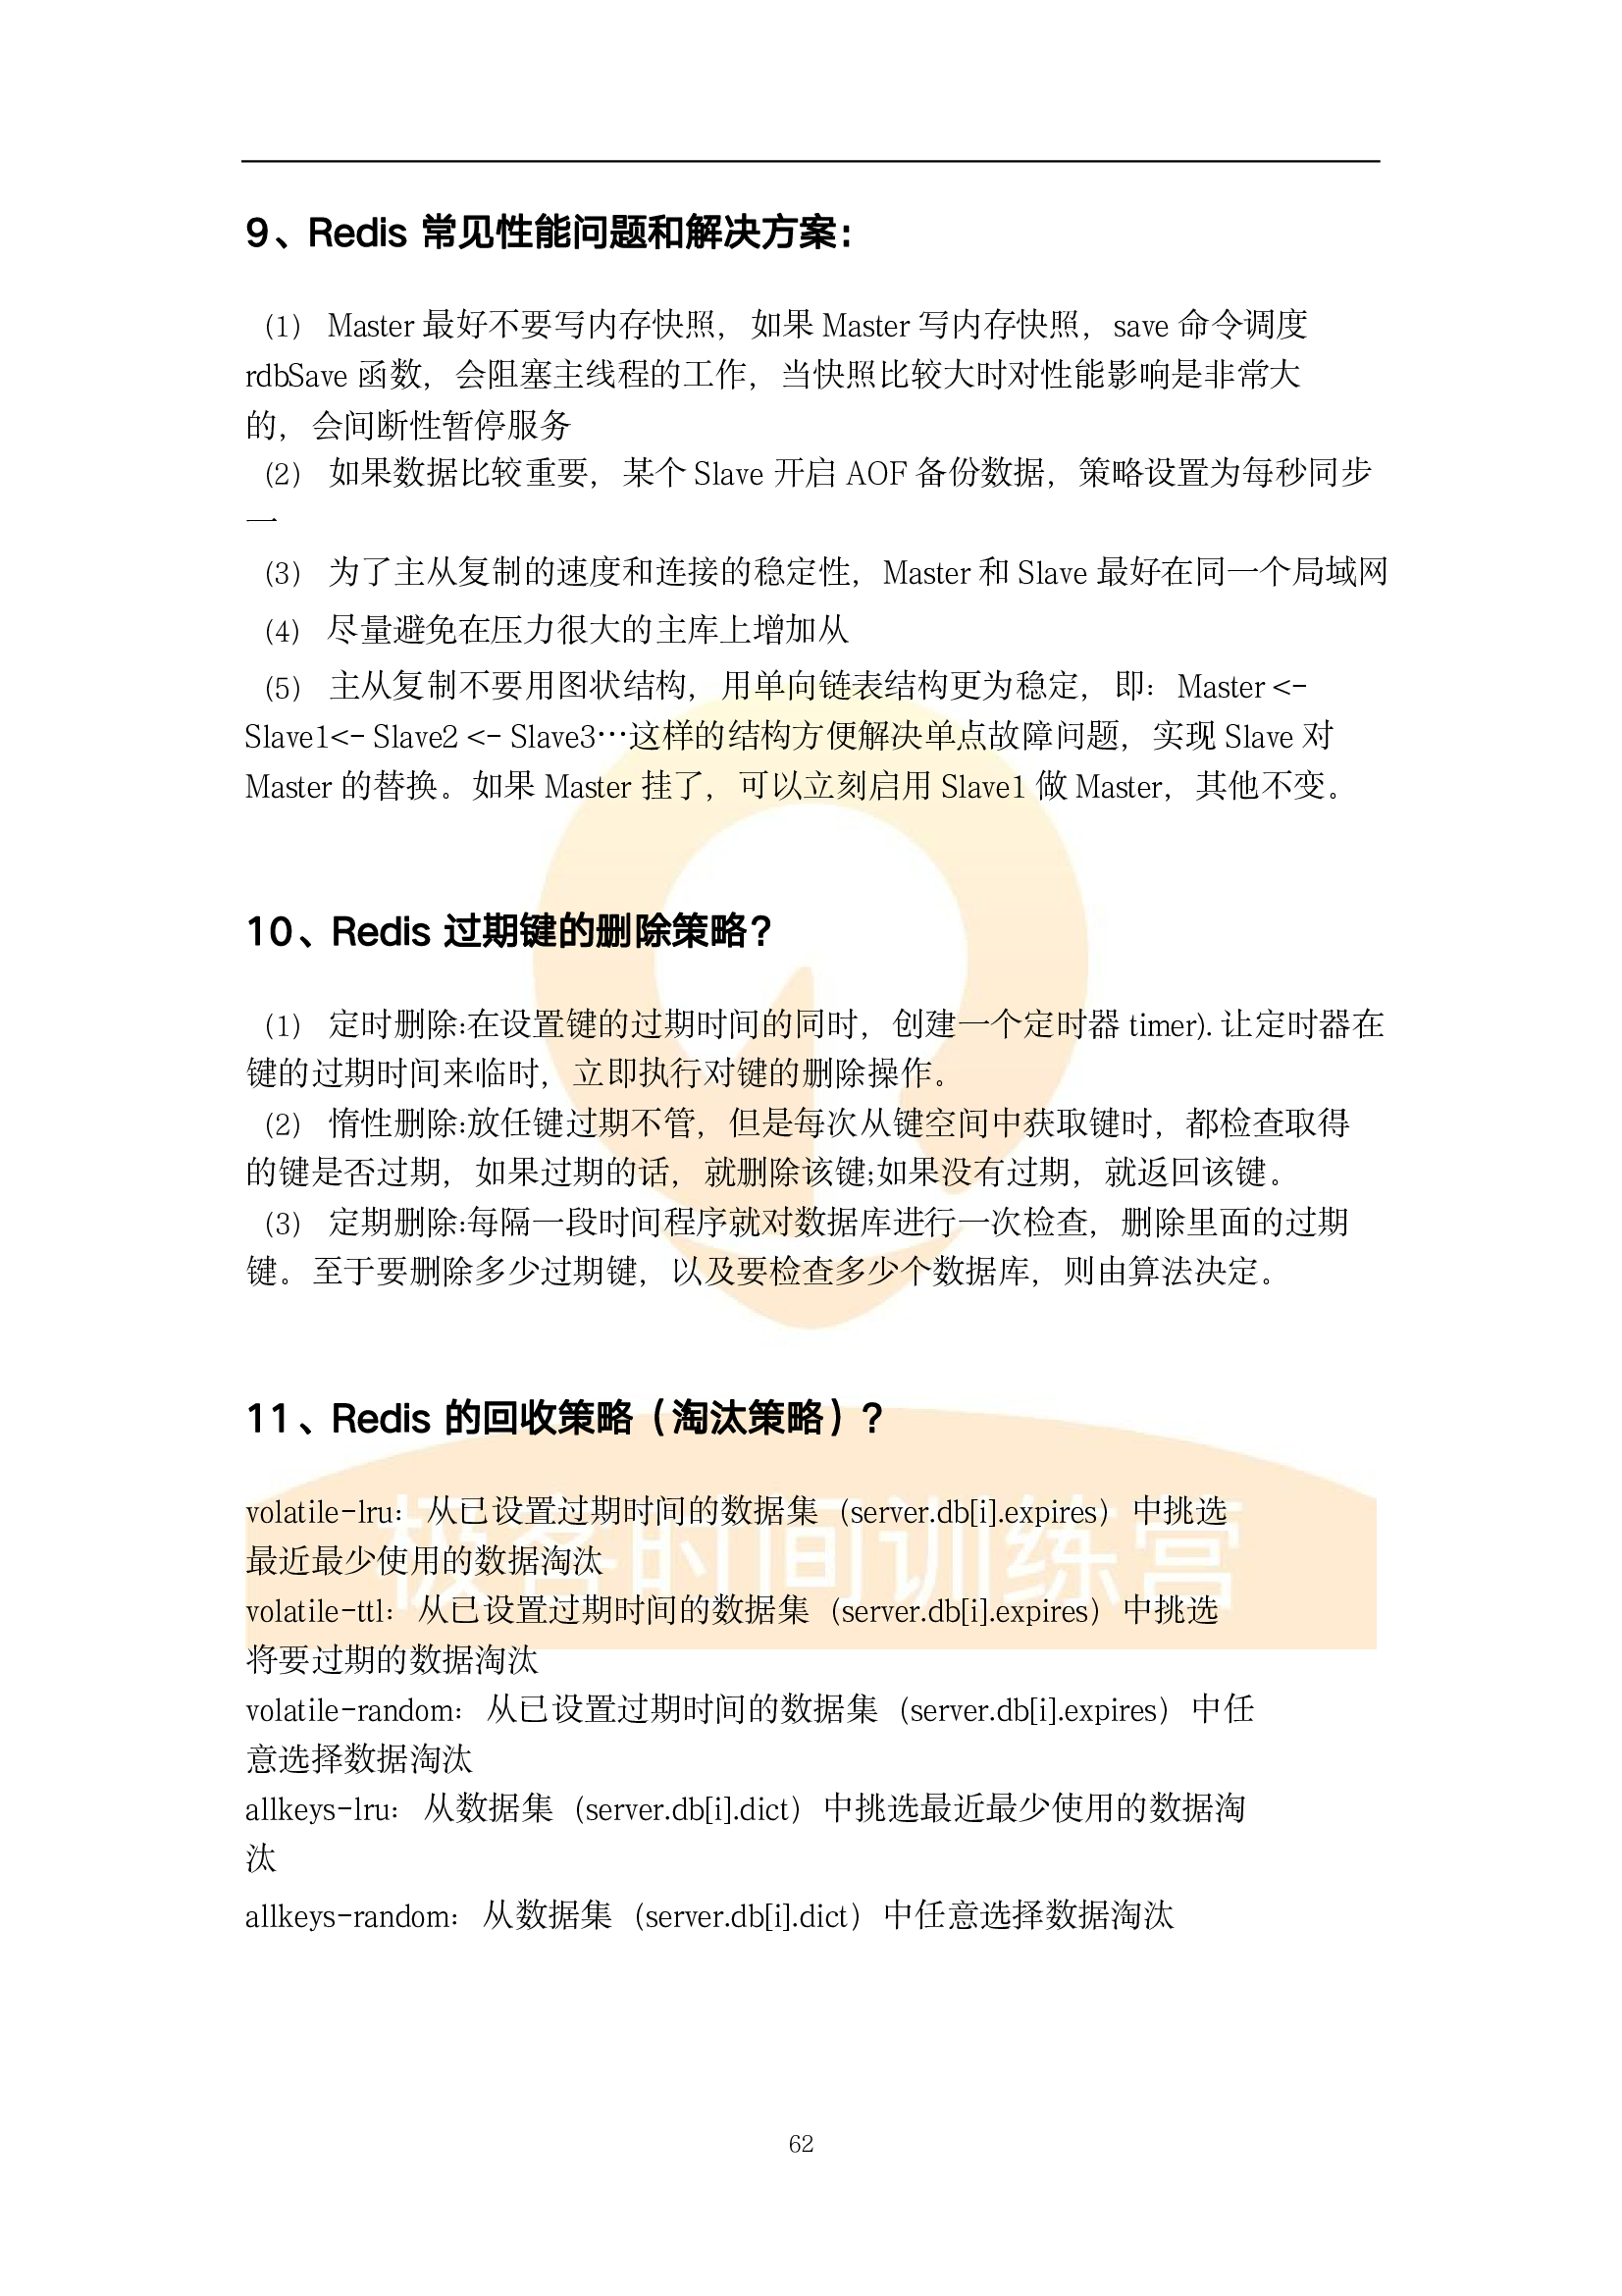 9、Redis 常见性能问题和解决方案：
（1） Master 最好不要写内存快照，如果 Master 写内存快照，save 命令调度
rdbSave 函数，会阻塞主线程的工作，当快照比较大时对性能影响是非常大
的，会间断性暂停服务
（2） 如果数据比较重要，某个 Slave 开启 AOF 备份数据，策略设置为每秒同步
一
（3） 为了主从复制的速度和连接的稳定性，Master 和 Slave 最好在同一个局域网
（4） 尽量避免在压力很大的主库上增加从
（5） 主从复制不要用图状结构，用单向链表结构更为稳定，即：Master <-
Slave1<- Slave2 <- Slave3…这样的结构方便解决单点故障问题，实现 Slave 对
Master 的替换。如果 Master 挂了，可以立刻启用 Slave1 做 Master，其他不变。
10、Redis 过期键的删除策略？
（1） 定时删除:在设置键的过期时间的同时，创建一个定时器 timer). 让定时器在
键的过期时间来临时，立即执行对键的删除操作。
（2） 惰性删除:放任键过期不管，但是每次从键空间中获取键时，都检查取得
的键是否过期，如果过期的话，就删除该键;如果没有过期，就返回该键。
（3） 定期删除:每隔一段时间程序就对数据库进行一次检查，删除里面的过期
键。至于要删除多少过期键，以及要检查多少个数据库，则由算法决定。
11、Redis 的回收策略（淘汰策略）？
极客时间训练营
volatile-lru： 从已设置过期时间的数据集（server.db[i].expires）中挑选
最近最少使用的数据淘汰
volatile-ttl： 从已设置过期时间的数据集（server.db[i].expires）中挑选
将要过期的数据淘汰
volatile-random： 从已设置过期时间的数据集（server.db[i].expires）中任
意选择数据淘汰
allkeys-lru： 从数据集（server.db[i].dict）中挑选最近最少使用的数据淘
汰
allkeys-random： 从数据集（server.db[i].dict）中任意选择数据淘汰
62